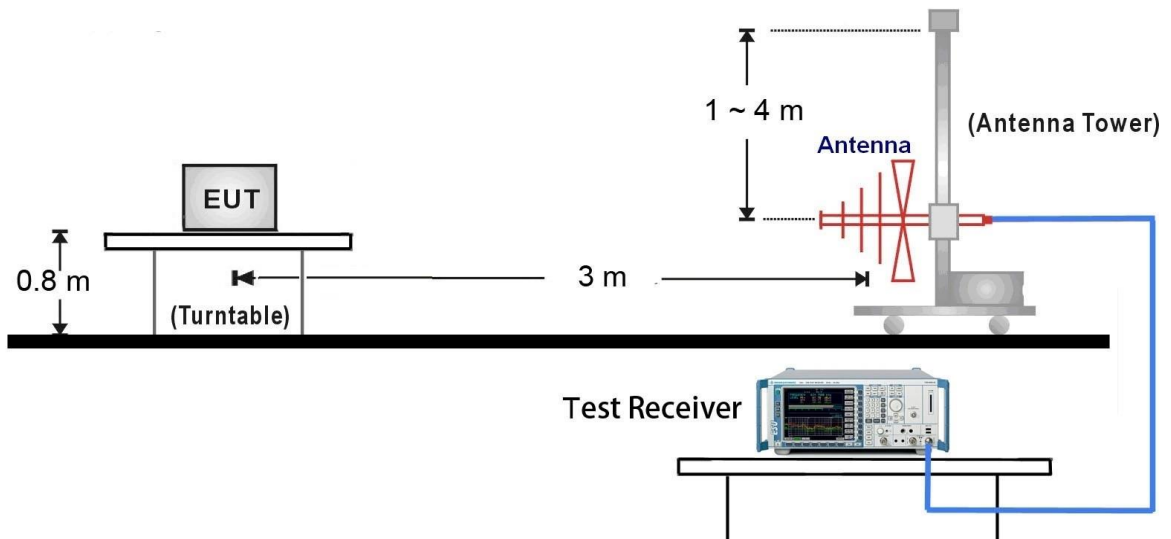 1 ~ 4 m
(Antenna Tower)
Antenna
EUT
0.8 m
3 m
(Turntable)
Test Receiver